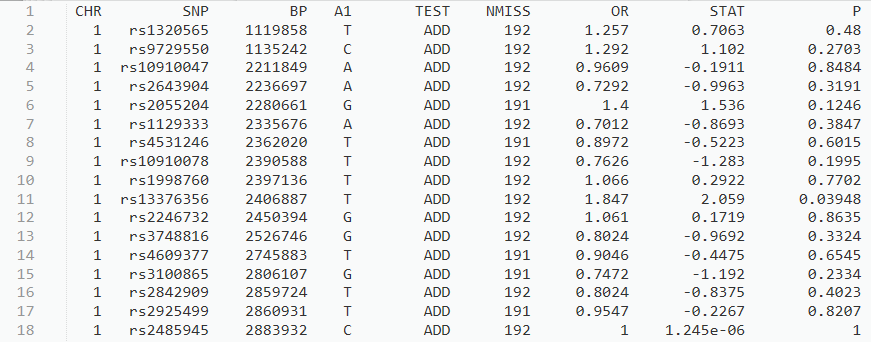 1 CHR SNP BP A1 TEST NMISS OR STAT P
2 1 rs1320565 1119858 T ADD 192 1.257 0.7063 0.48
3 1 rs9729550 1135242 C ADD 192 1.292 1.102 0.2703
4 1 rs10910047 2211849 A ADD 192 0.9609 -0.1911 0.8484
5 1 rs2643904 2236697 A ADD 192 0.7292 -0.9963 0.3191
6 1 rs2055204 2280661 G ADD 191 1.4 1.536 0.1246
7 1 rs1129333 2335676 A ADD 192 0.7012 -0.8693 0.3847
8 1 rs4531246 2362020 T ADD 191 0.8972 -0.5223 0.6015
9 1 rs10910078 2390588 T ADD 192 0.7626 -1.283 0.1995
10 1 rs1998760 2397136 T ADD 192 1.066 0.2922 0.7702
11 1 rs13376356 2406887 T ADD 192 1.847 2.059 0.03948
12 1 rs2246732 2450394 G ADD 192 1.061 0.1719 0.8635
13 1 rs3748816 2526746 G ADD 192 0.8024 -0.9692 0.3324
14 1 rs4609377 2745883 T ADD 191 0.9046 -0.4475 0.6545
15 1 rs3100865 2806107 G ADD 191 0.7472 -1.192 0.2334
16 1 rs2842909 2859724 T ADD 192 0.8024 -0.8375 0.4023
17 1 rs2925499 2860931 T ADD 191 0.9547 -0.2267 0.8207
18 1 rs2485945 2883932 C ADD 192 1 1.245e-06 1